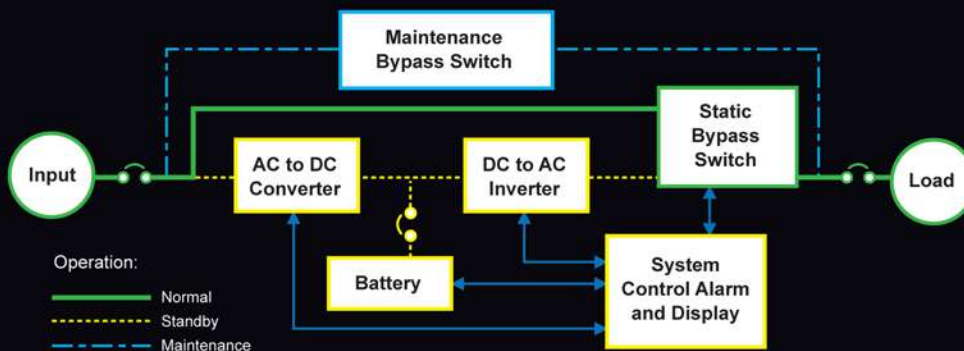 Maintenance
Bypass Switch
Static
Bypass
Switch
Input
AC to DC
Converter
DC to AC
Inverter
Load
Operation:
Normal
Standby
Maintenance
Battery
System
Control Alarm
and Display